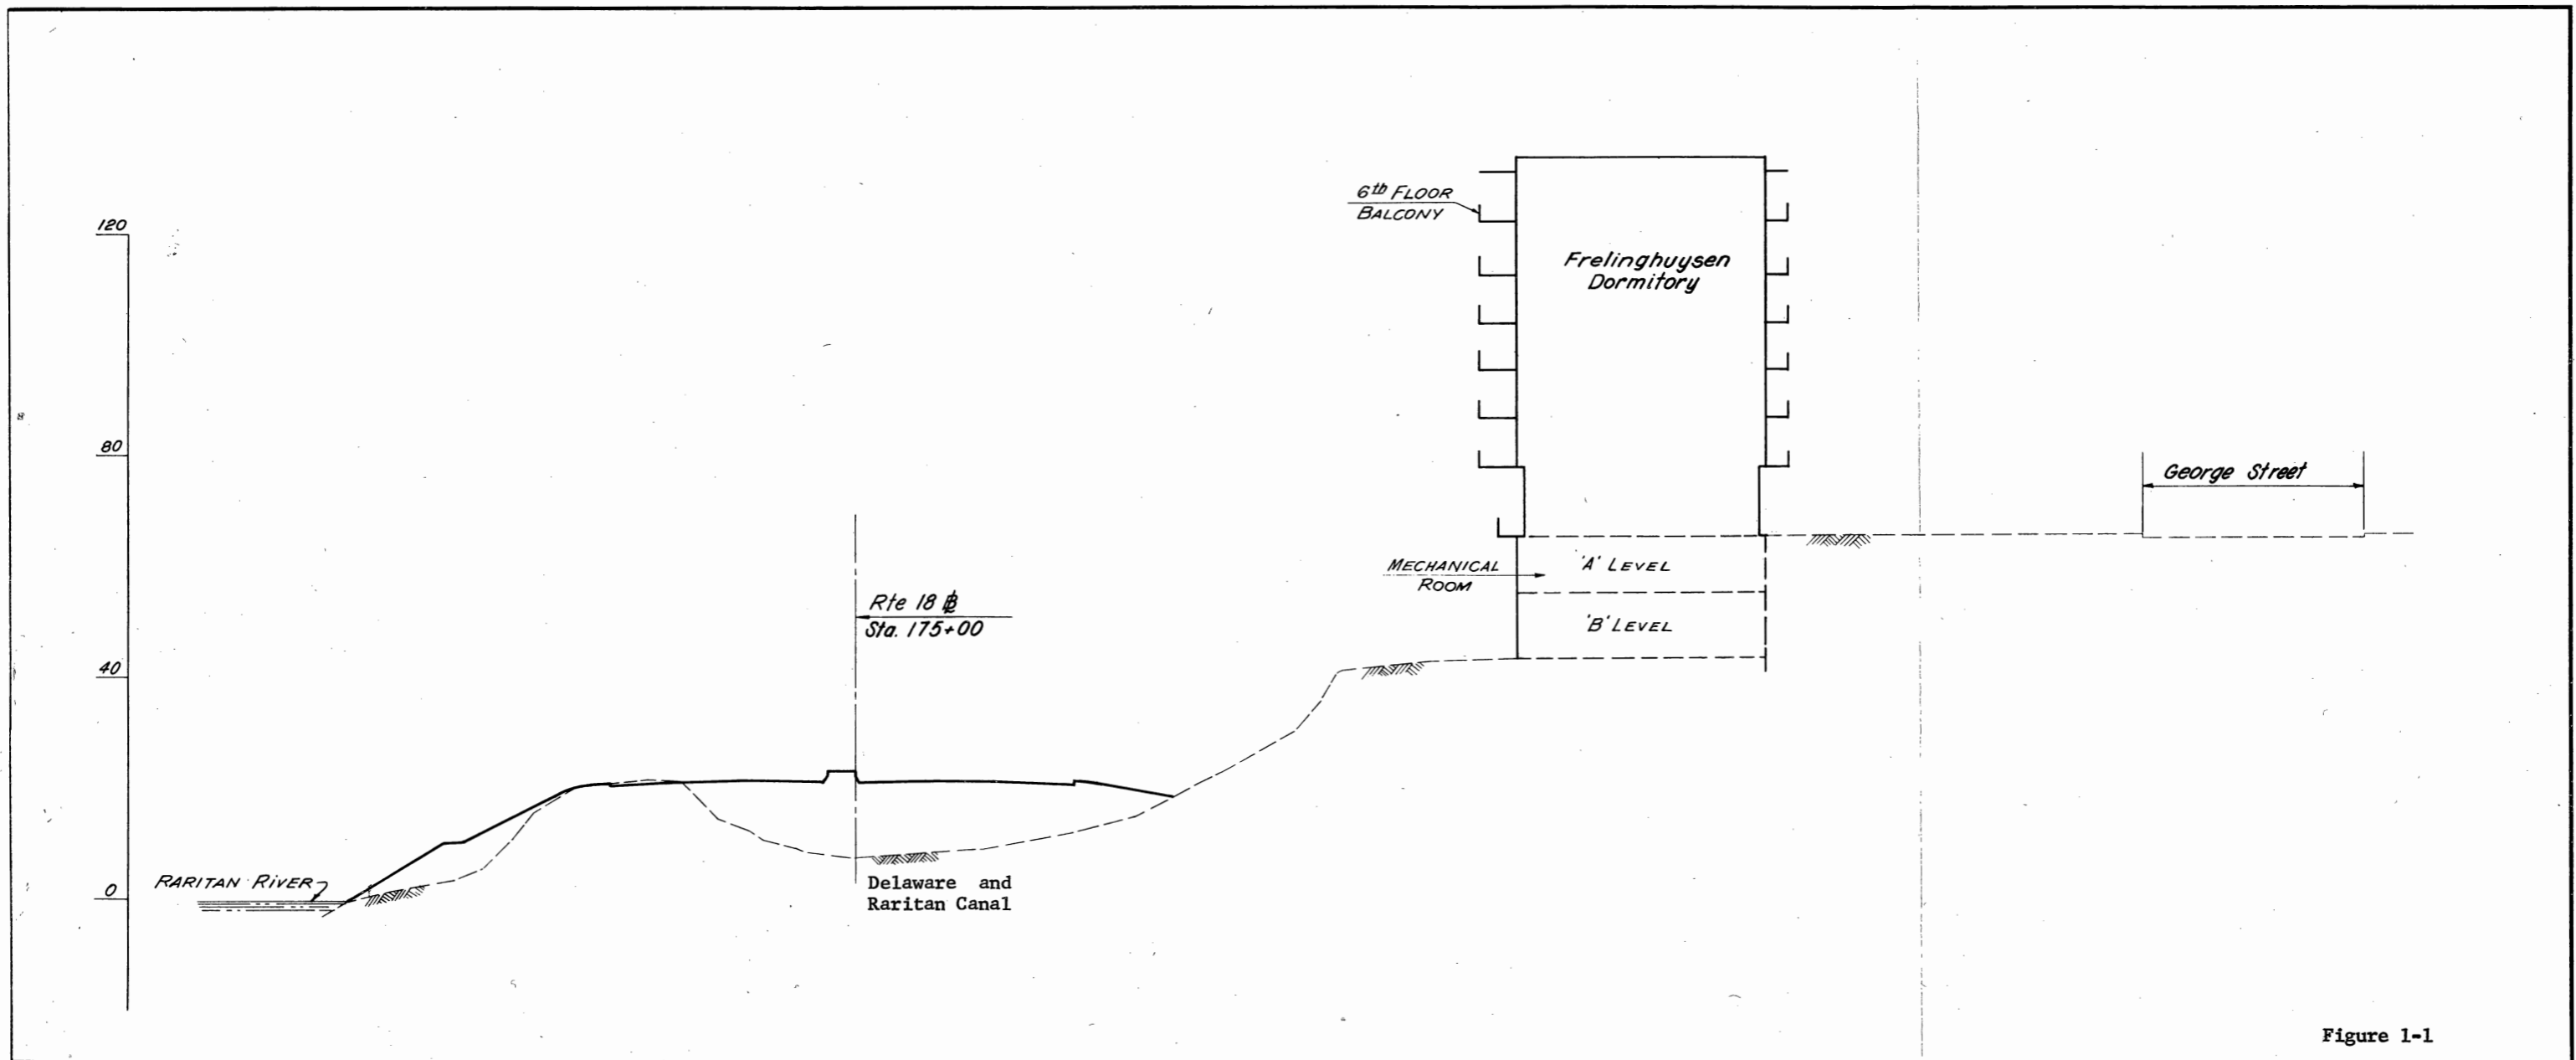 6th FLOOR
BALCONY
120
Frelinghuysen
Dormitory
80
George Street
MECHANICAL
ROOM
'A' LEVEL
'B' LEVEL
Rte 18 ℄
Sta. 175+00
40
RARITAN RIVER
0
Delaware and
Raritan Canal
Figure 1-1